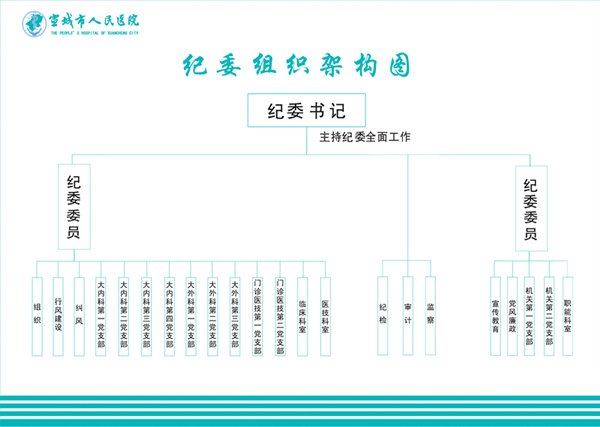 宣城市人民医院
THE PEOPLE'S HOSPITAL OF XUANCHENG CITY
纪委组织架构图
纪委书记
主持纪委全面工作
纪委委员
纪委委员
组织
行风建设
纠风
大内科第一党支部
大内科第二党支部
大内科第三党支部
大内科第四党支部
大外科第一党支部
大外科第二党支部
大外科第三党支部
门诊医技第一党支部
门诊医技第二党支部
临床科室
医技科室
纪检
审计
监察
宣传教育
党风廉政
机关第一党支部
机关第二党支部
职能科室